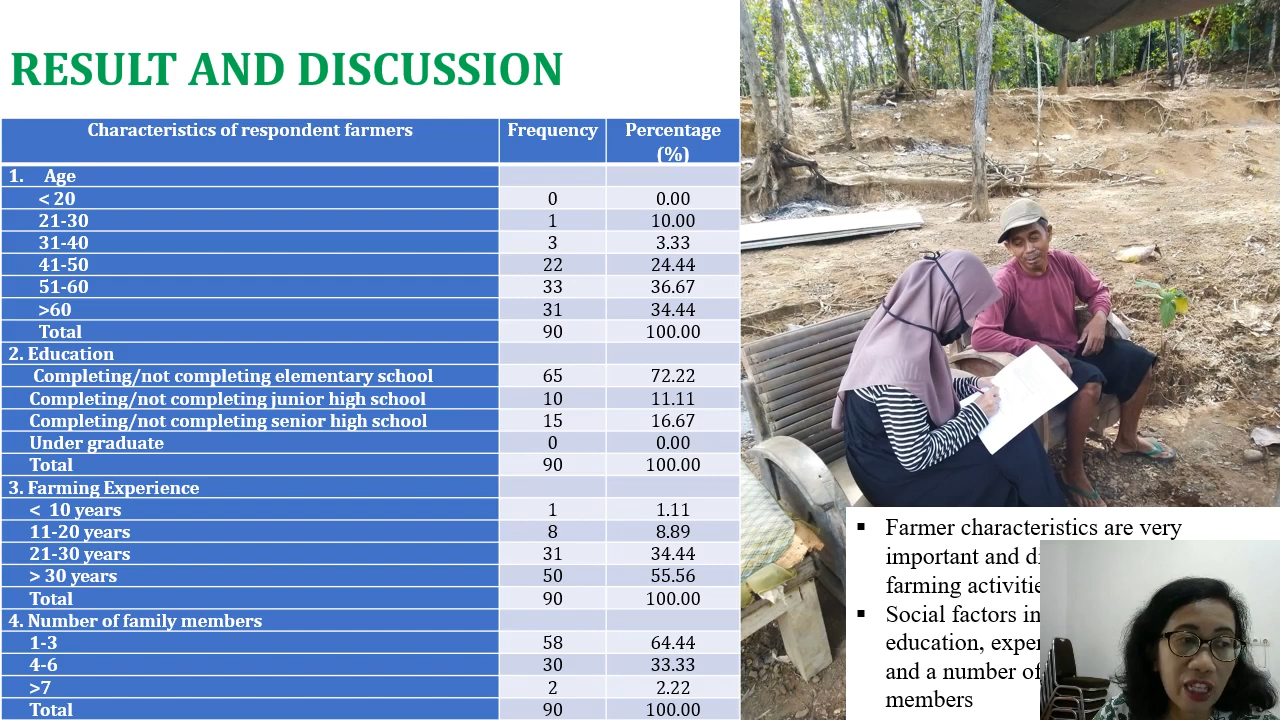 RESULT AND DISCUSSION
Characteristics of respondent farmers Frequency Percentage (%)
1. Age
< 20 0 0.00
21-30 1 10.00
31-40 3 3.33
41-50 22 24.44
51-60 33 36.67
>60 31 34.44
Total 90 100.00
2. Education
Completing/not completing elementary school 65 72.22
Completing/not completing junior high school 10 11.11
Completing/not completing senior high school 15 16.67
Under graduate 0 0.00
Total 90 100.00
3. Farming Experience
< 10 years 1 1.11
11-20 years 8 8.89
21-30 years 31 34.44
> 30 years 50 55.56
Total 90 100.00
4. Number of family members
1-3 58 64.44
4-6 30 33.33
>7 2 2.22
Total 90 100.00
▪ Farmer characteristics are very
important and
farming
▪ Social factors
education,
and a number of
members